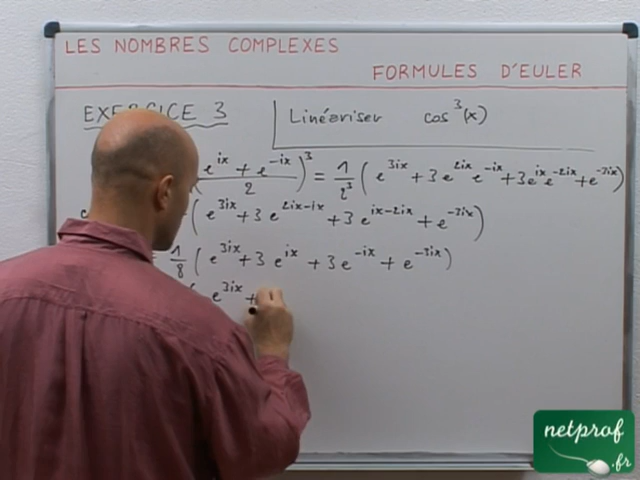 LES NOMBRES COMPLEXES
FORMULES D'EULER
EXERCICE 3
Linéariser cos³(x)
(e^{ix} + e^{-ix} / 2)³ = 1/2³ ( e^{3ix} + 3 e^{2ix} e^{-ix} + 3 e^{ix} e^{-2ix} + e^{-3ix} )
( e^{3ix} + 3 e^{2ix-ix} + 3 e^{ix-2ix} + e^{-3ix} )
= 1/8 ( e^{3ix} + 3 e^{ix} + 3 e^{-ix} + e^{-3ix} )
( e^{3ix} +
netprof
.fr